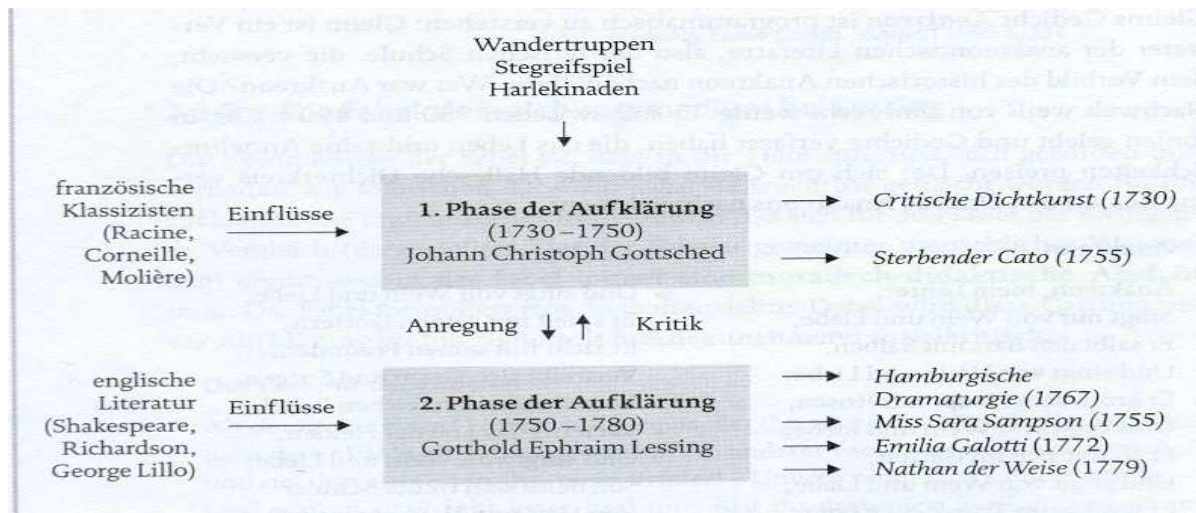 Wandertruppen
Stegreifspiel
Harlekinaden
französische
Klassizisten
(Racine,
Corneille,
Molière)
Einflüsse
1. Phase der Aufklärung
(1730–1750)
Johann Christoph Gottsched
Critische Dichtkunst (1730)
Sterbender Cato (1755)
Anregung
Kritik
englische
Literatur
(Shakespeare,
Richardson,
George Lillo)
Einflüsse
2. Phase der Aufklärung
(1750–1780)
Gotthold Ephraim Lessing
Hamburgische
Dramaturgie (1767)
Miss Sara Sampson (1755)
Emilia Galotti (1772)
Nathan der Weise (1779)